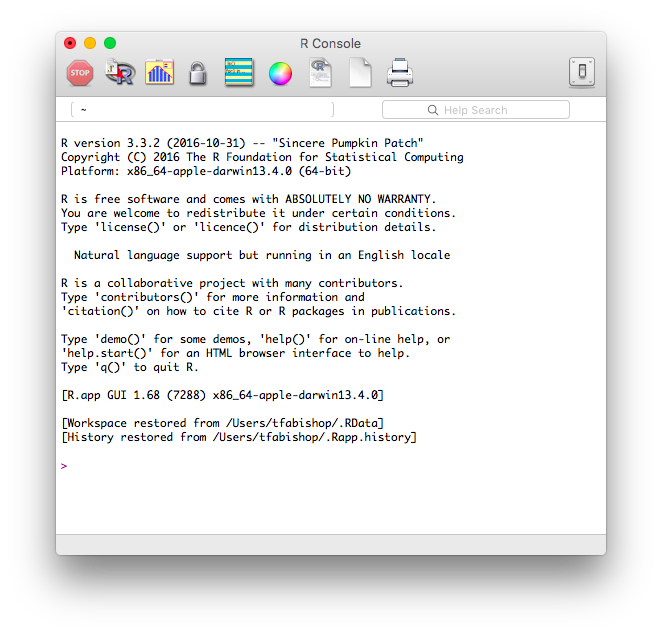 R Console
STOP
~
Help Search
R version 3.3.2 (2016-10-31) -- "Sincere Pumpkin Patch"
Copyright (C) 2016 The R Foundation for Statistical Computing
Platform: x86_64-apple-darwin13.4.0 (64-bit)
R is free software and comes with ABSOLUTELY NO WARRANTY.
You are welcome to redistribute it under certain conditions.
Type 'license()' or 'licence()' for distribution details.
Natural language support but running in an English locale
R is a collaborative project with many contributors.
Type 'contributors()' for more information and
'citation()' on how to cite R or R packages in publications.
Type 'demo()' for some demos, 'help()' for on-line help, or
'help.start()' for an HTML browser interface to help.
Type 'q()' to quit R.
[R.app GUI 1.68 (7288) x86_64-apple-darwin13.4.0]
[Workspace restored from /Users/tfabishop/.RData]
[History restored from /Users/tfabishop/.Rapp.history]
>